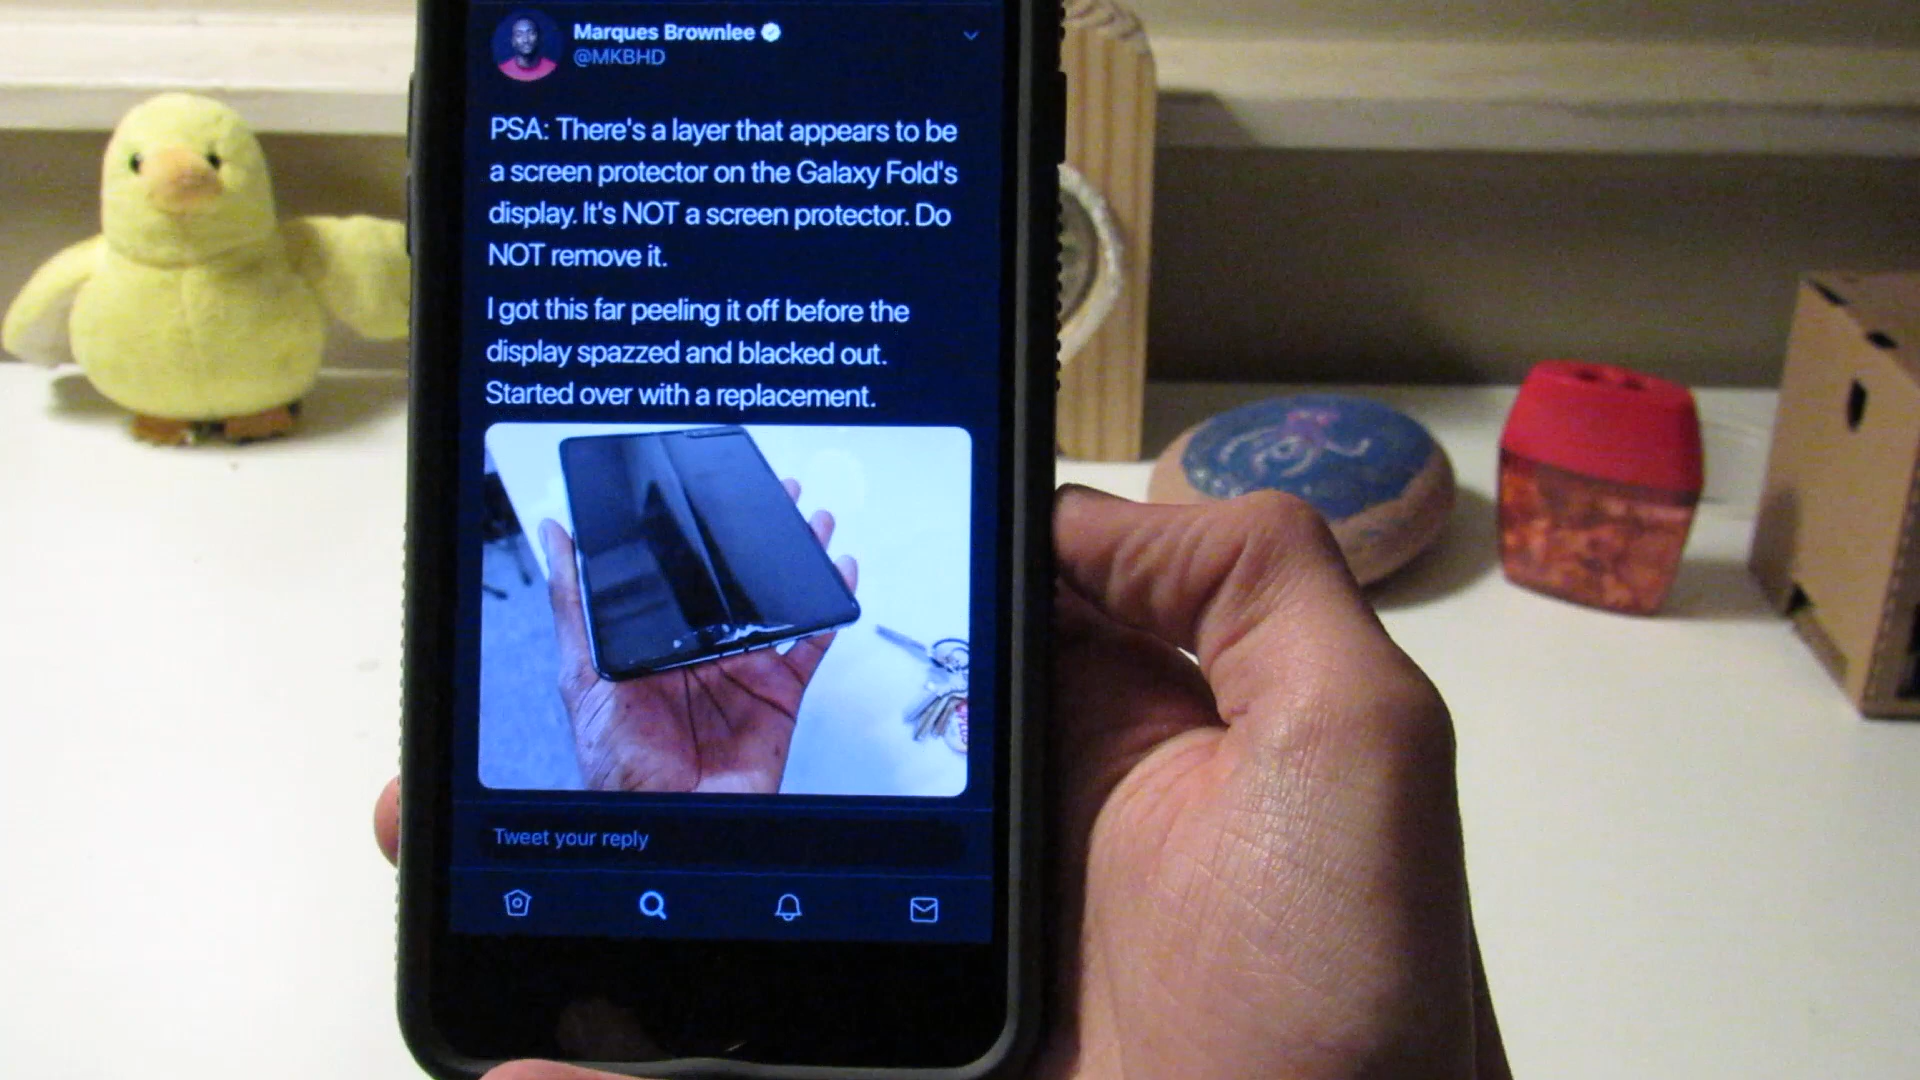 Marques Brownlee
@MKBHD
PSA: There's a layer that appears to be
a screen protector on the Galaxy Fold's
display. It's NOT a screen protector. Do
NOT remove it.
I got this far peeling it off before the
display spazzed and blacked out.
Started over with a replacement.
Tweet your reply